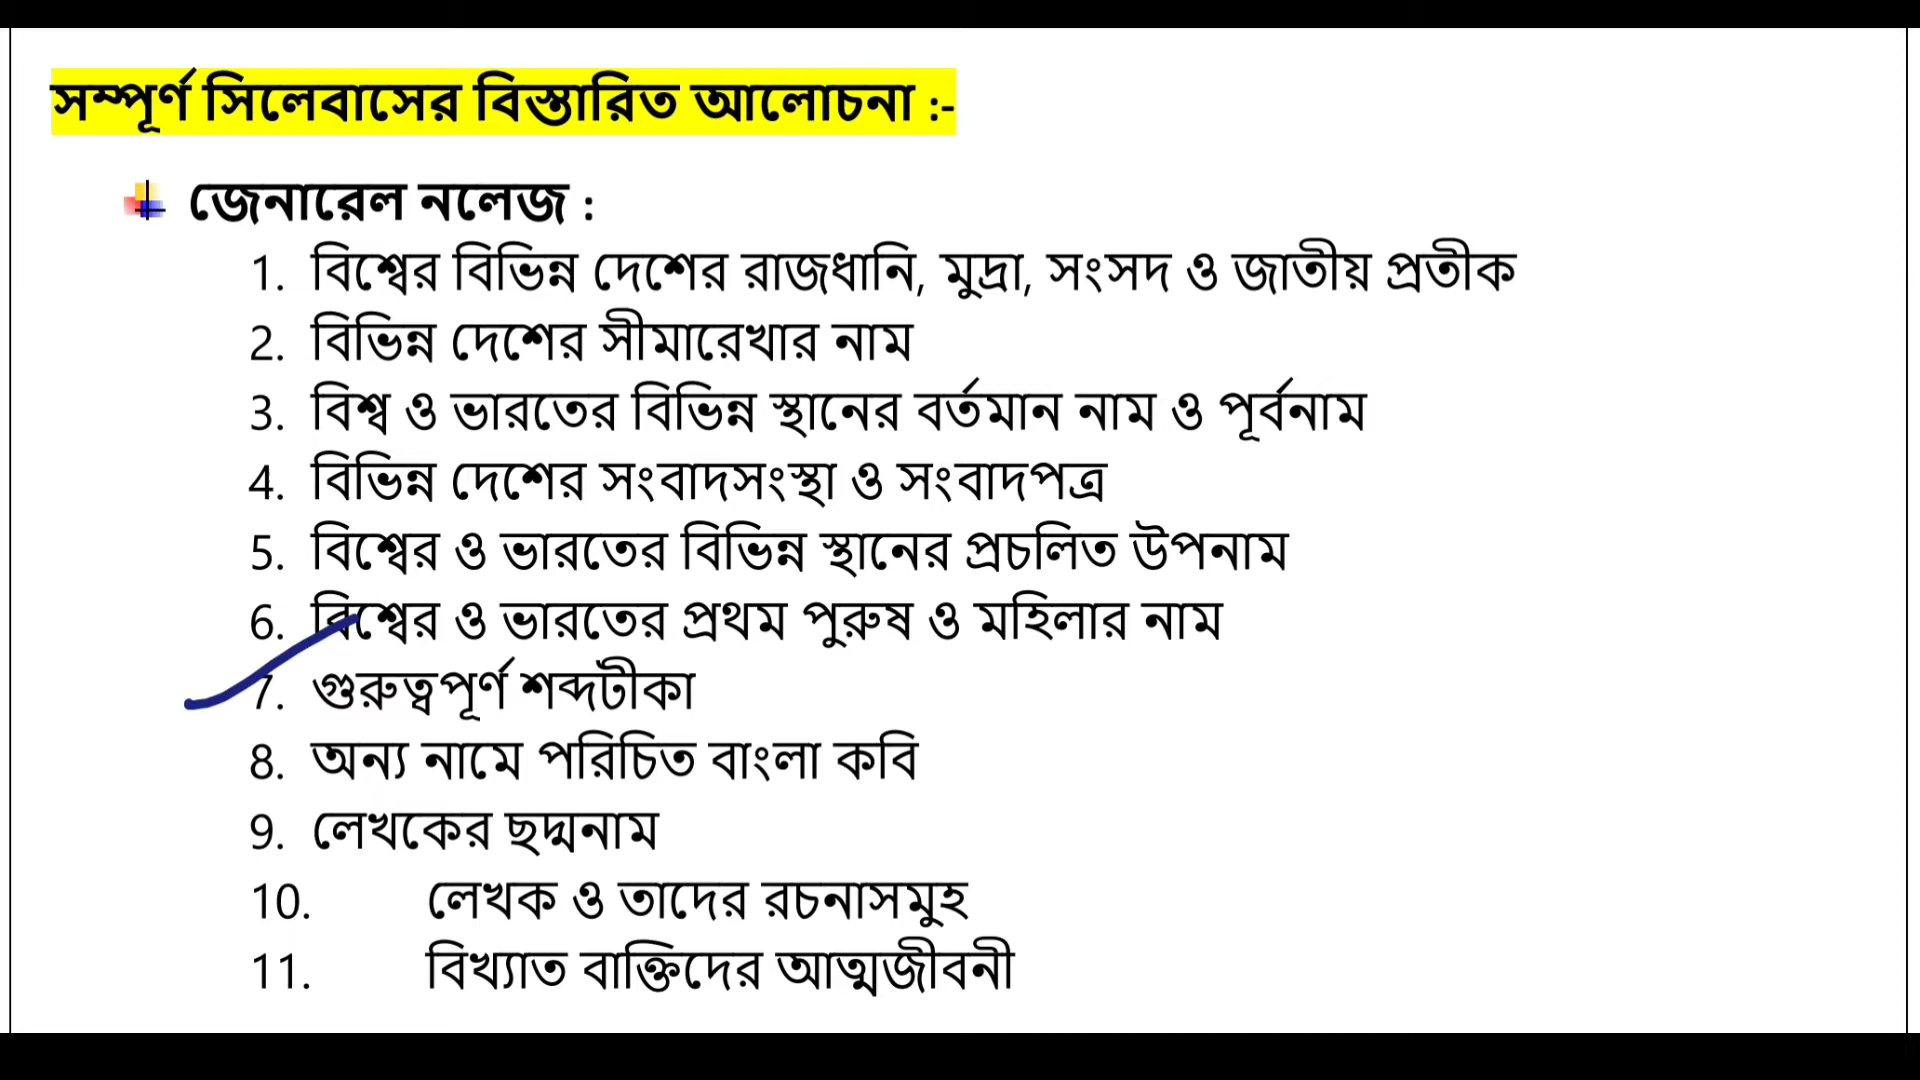 সম্পূর্ণ সিলেবাসের বিস্তারিত আলোচনা :-
জেনারেল নলেজ :
1. বিশ্বের বিভিন্ন দেশের রাজধানি, মুদ্রা, সংসদ ও জাতীয় প্রতীক
2. বিভিন্ন দেশের সীমারেখার নাম
3. বিশ্ব ও ভারতের বিভিন্ন স্থানের বর্তমান নাম ও পূর্বনাম
4. বিভিন্ন দেশের সংবাদসংস্থা ও সংবাদপত্র
5. বিশ্বের ও ভারতের বিভিন্ন স্থানের প্রচলিত উপনাম
6. বিশ্বের ও ভারতের প্রথম পুরুষ ও মহিলার নাম
7. গুরুত্বপূর্ণ শব্দটীকা
8. অন্য নামে পরিচিত বাংলা কবি
9. লেখকের ছদ্মনাম
10. লেখক ও তাদের রচনাসমুহ
11. বিখ্যাত বাক্তিদের আত্মজীবনী